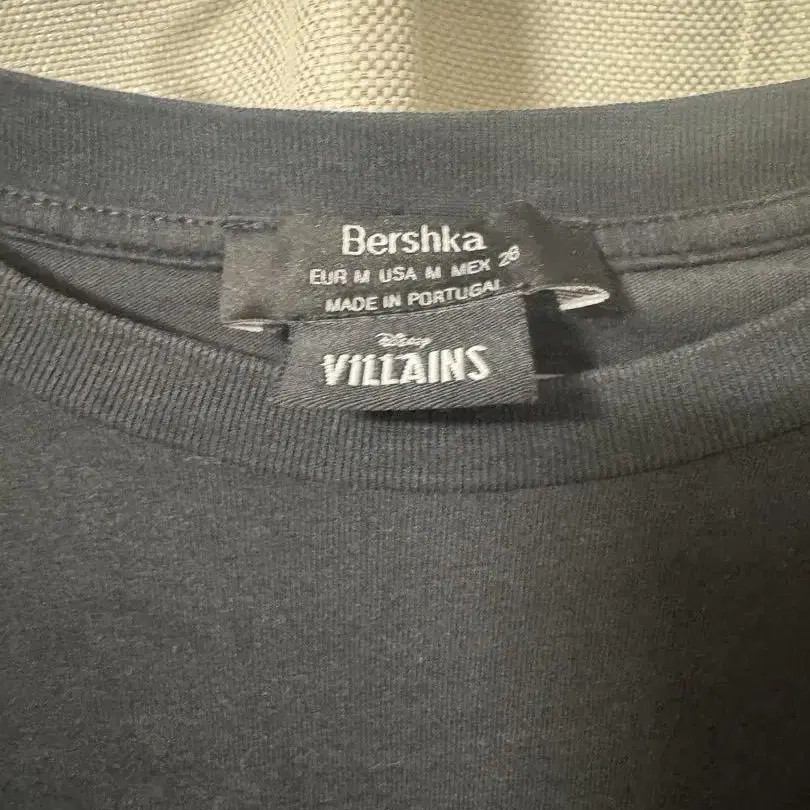 Bershka
EUR M USA M MEX 28
MADE IN PORTUGAL
Disney
VILLAINS